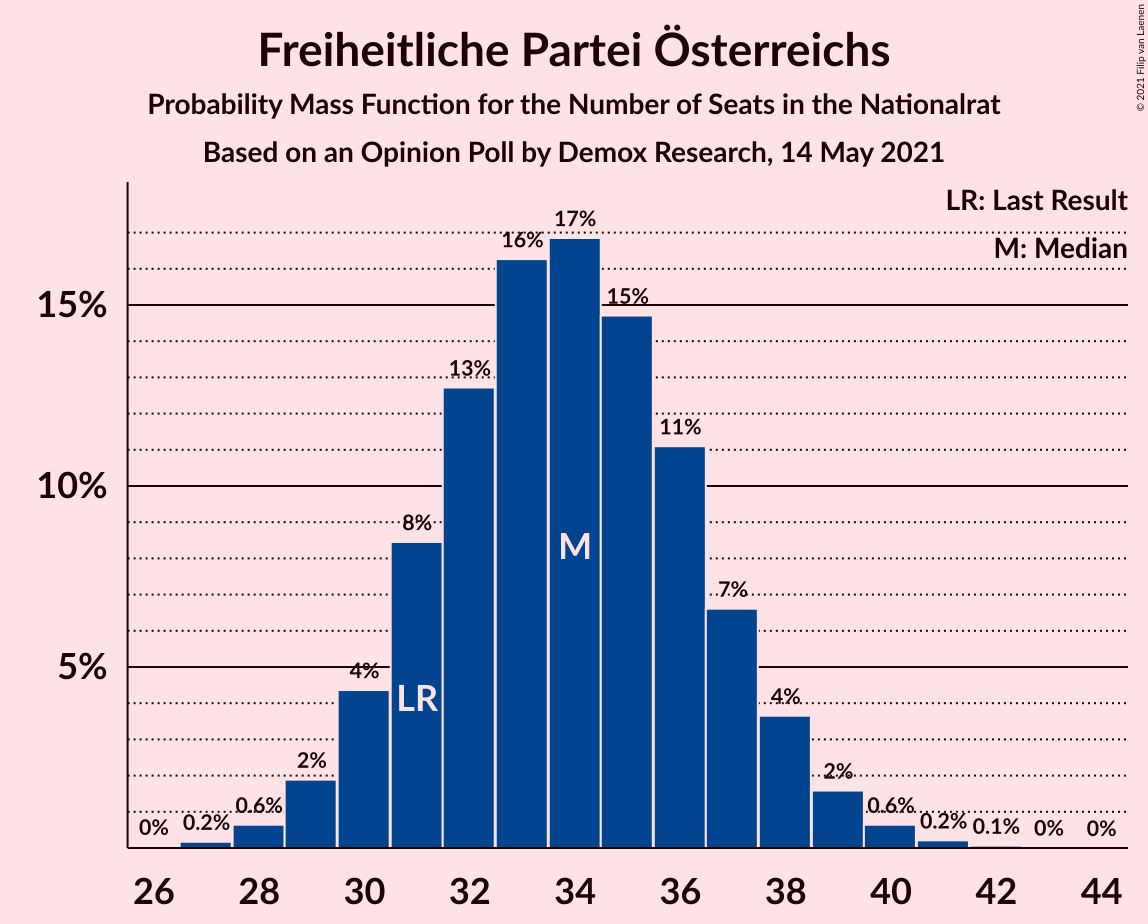 Freiheitliche Partei Österreichs
Probability Mass Function for the Number of Seats in the Nationalrat
Based on an Opinion Poll by Demox Research, 14 May 2021
© 2021 Filip van Laenen
LR: Last Result
M: Median
15%
10%
5%
0%
0.2%
0.6%
2%
4%
8%
13%
16%
17%
15%
11%
7%
4%
2%
0.6%
0.2%
0.1%
0%
0%
LR
M
26 28 30 32 34 36 38 40 42 44